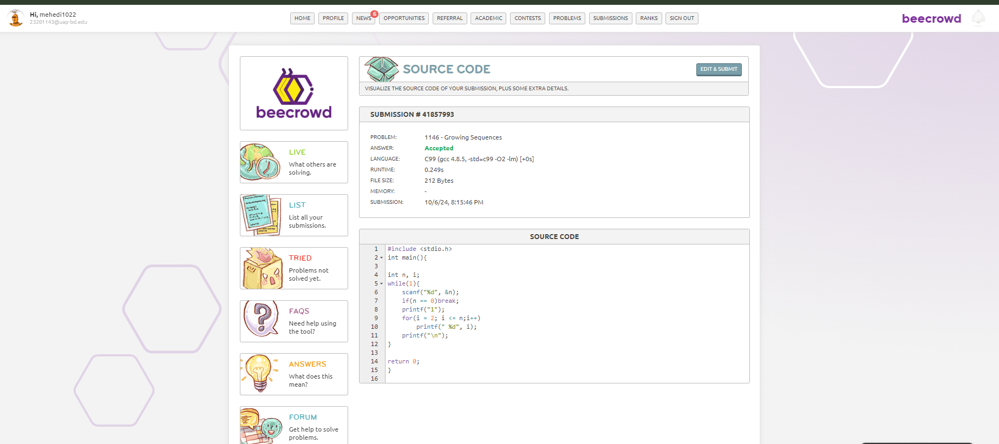 Hi, mehedi1022
23201143@uap-bd.edu
HOME PROFILE NEWS 6 OPPORTUNITIES REFERRAL ACADEMIC CONTESTS PROBLEMS SUBMISSIONS RANKS SIGN OUT
beecrowd
beecrowd
SOURCE CODE
EDIT & SUBMIT
VISUALIZE THE SOURCE CODE OF YOUR SUBMISSION, PLUS SOME EXTRA DETAILS.
LIVE
What others are
solving.
LIST
List all your
submissions.
TRIED
Problems not
solved yet.
FAQS
Need help using
the tool?
ANSWERS
What does this
mean?
FORUM
Get help to solve
problems.
SUBMISSION # 41857993
PROBLEM: 1146 - Growing Sequences
ANSWER: Accepted
LANGUAGE: C99 (gcc 4.8.5, -std=c99 -O2 -lm) [+0s]
RUNTIME: 0.249s
FILE SIZE: 212 Bytes
MEMORY: -
SUBMISSION: 10/6/24, 8:15:46 PM
SOURCE CODE
1 #include <stdio.h>
2 int main(){
3
4 int n, i;
5 while(1){
6     scanf("%d", &n);
7     if(n == 0)break;
8     printf("1");
9     for(i = 2; i <= n;i++)
10         printf(" %d", i);
11     printf("\n");
12 }
13
14 return 0;
15 }
16